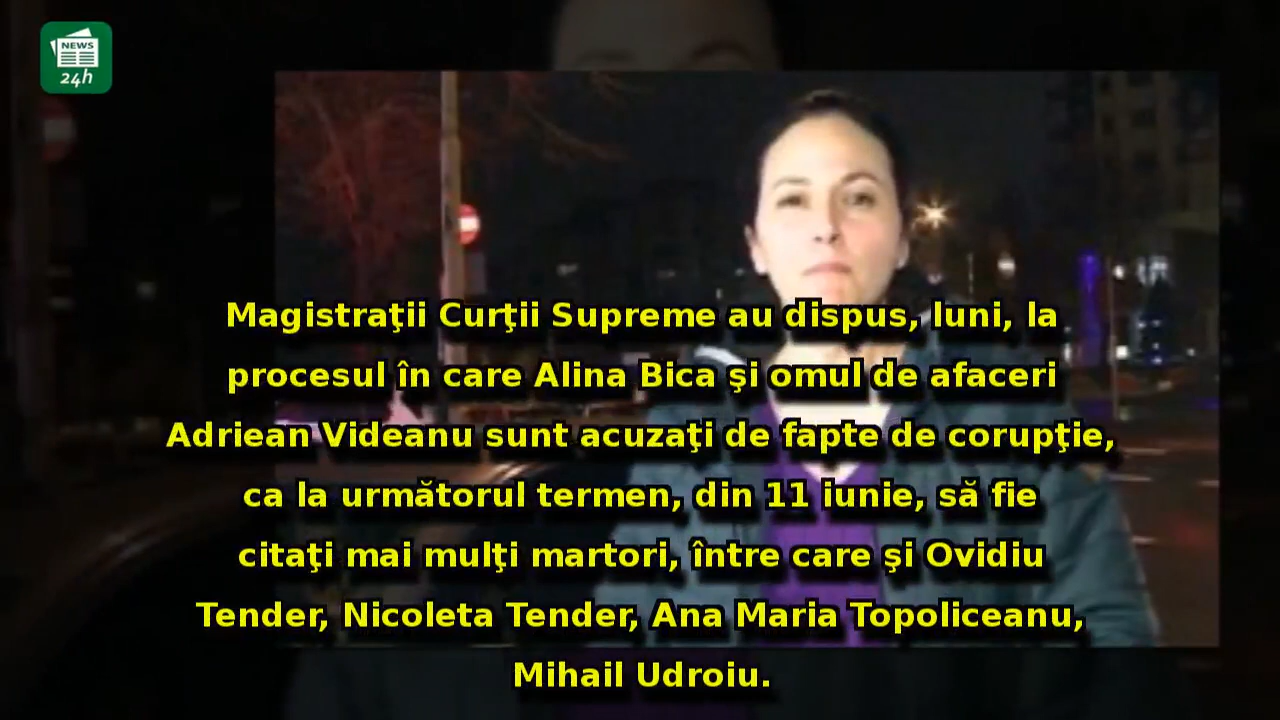 NEWS
24h
Magistraţii Curţii Supreme au dispus, luni, la
procesul în care Alina Bica şi omul de afaceri
Adriean Videanu sunt acuzaţi de fapte de corupţie,
ca la următorul termen, din 11 iunie, să fie
citaţi mai mulţi martori, între care şi Ovidiu
Tender, Nicoleta Tender, Ana Maria Topoliceanu,
Mihail Udroiu.